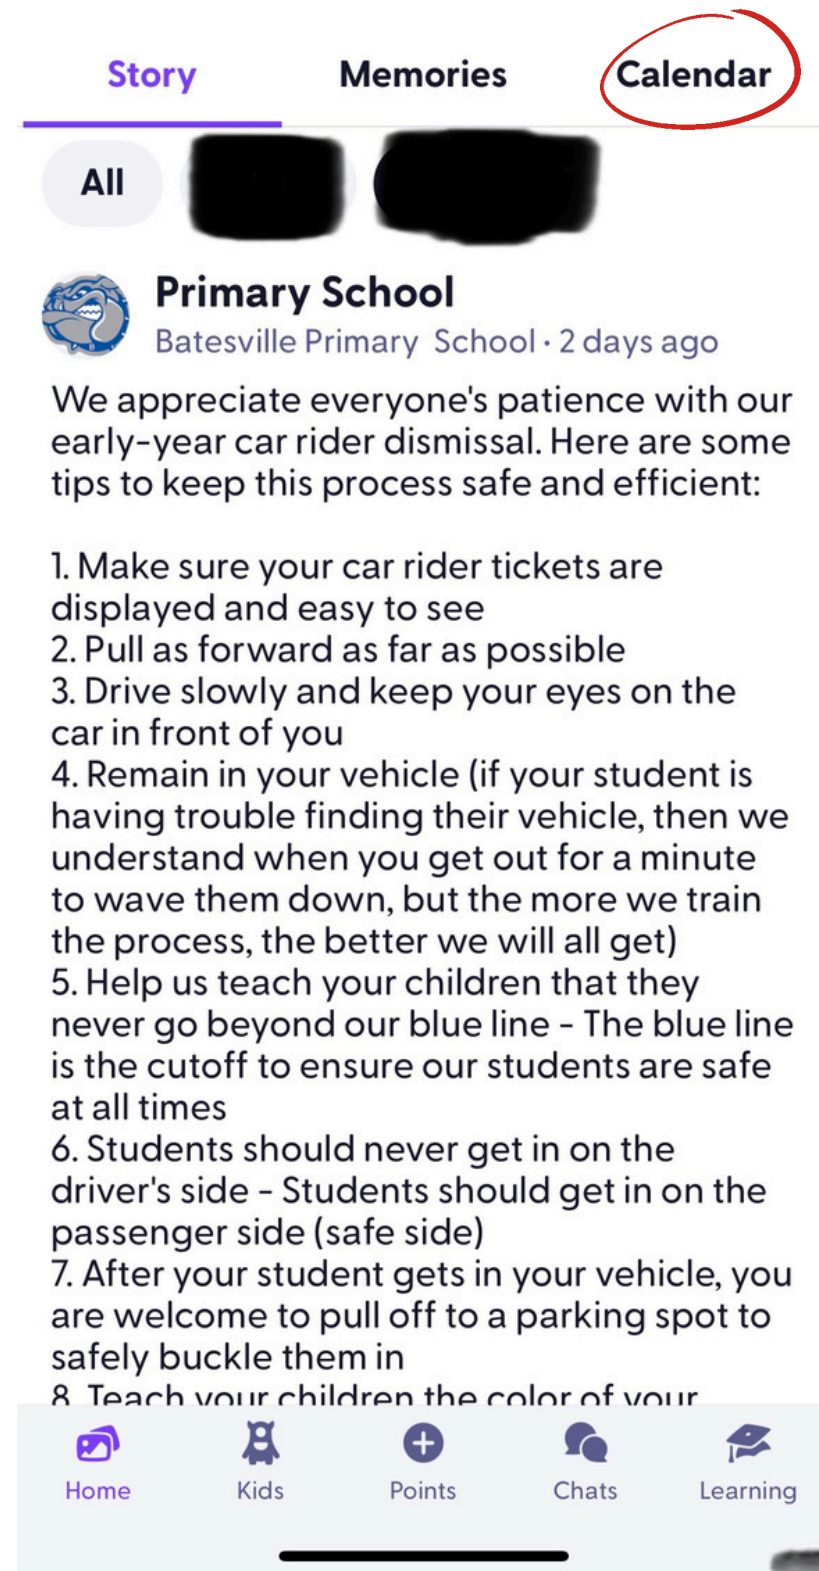 Story Memories Calendar
All
Primary School
Batesville Primary School · 2 days ago
We appreciate everyone's patience with our
early-year car rider dismissal. Here are some
tips to keep this process safe and efficient:
1. Make sure your car rider tickets are
displayed and easy to see
2. Pull as forward as far as possible
3. Drive slowly and keep your eyes on the
car in front of you
4. Remain in your vehicle (if your student is
having trouble finding their vehicle, then we
understand when you get out for a minute
to wave them down, but the more we train
the process, the better we will all get)
5. Help us teach your children that they
never go beyond our blue line - The blue line
is the cutoff to ensure our students are safe
at all times
6. Students should never get in on the
driver's side - Students should get in on the
passenger side (safe side)
7. After your student gets in your vehicle, you
are welcome to pull off to a parking spot to
safely buckle them in
8. Teach your children the color of your
Home Kids Points Chats Learning